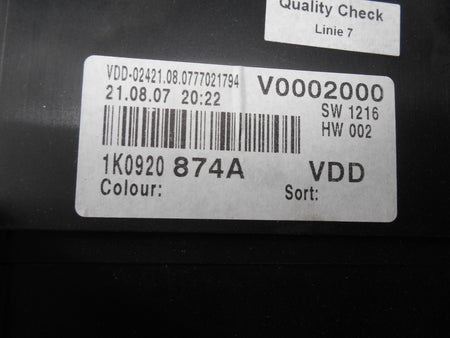 Quality Check
Linie 7
VDD-02421.08.0777021794
V0002000
21.08.07 20:22
SW 1216
HW 002
1K0920 874A VDD
Colour: Sort: